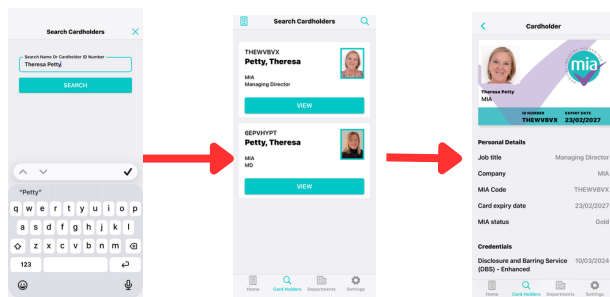 Search Cardholders
Search Name Or Cardholder ID Number
Theresa Petty
SEARCH
"Petty"
q w e r t y u i o p
a s d f g h j k l
z x c v b n m
123
Search Cardholders
THEWVBVX
Petty, Theresa
MIA
Managing Director
VIEW
6EPVHYPT
Petty, Theresa
MIA
MD
VIEW
Home Card Holders Departments Settings
Cardholder
mia
Theresa Petty
MIA
ID NUMBER EXPIRY DATE
THEWVBVX 23/02/2027
Personal Details
Job title Managing Director
Company MIA
MIA Code THEWVBVX
Card expiry date 23/02/2027
MIA status Gold
Credentials
Disclosure and Barring Service 10/03/2024
(DBS) - Enhanced
Home Card Holders Departments Settings